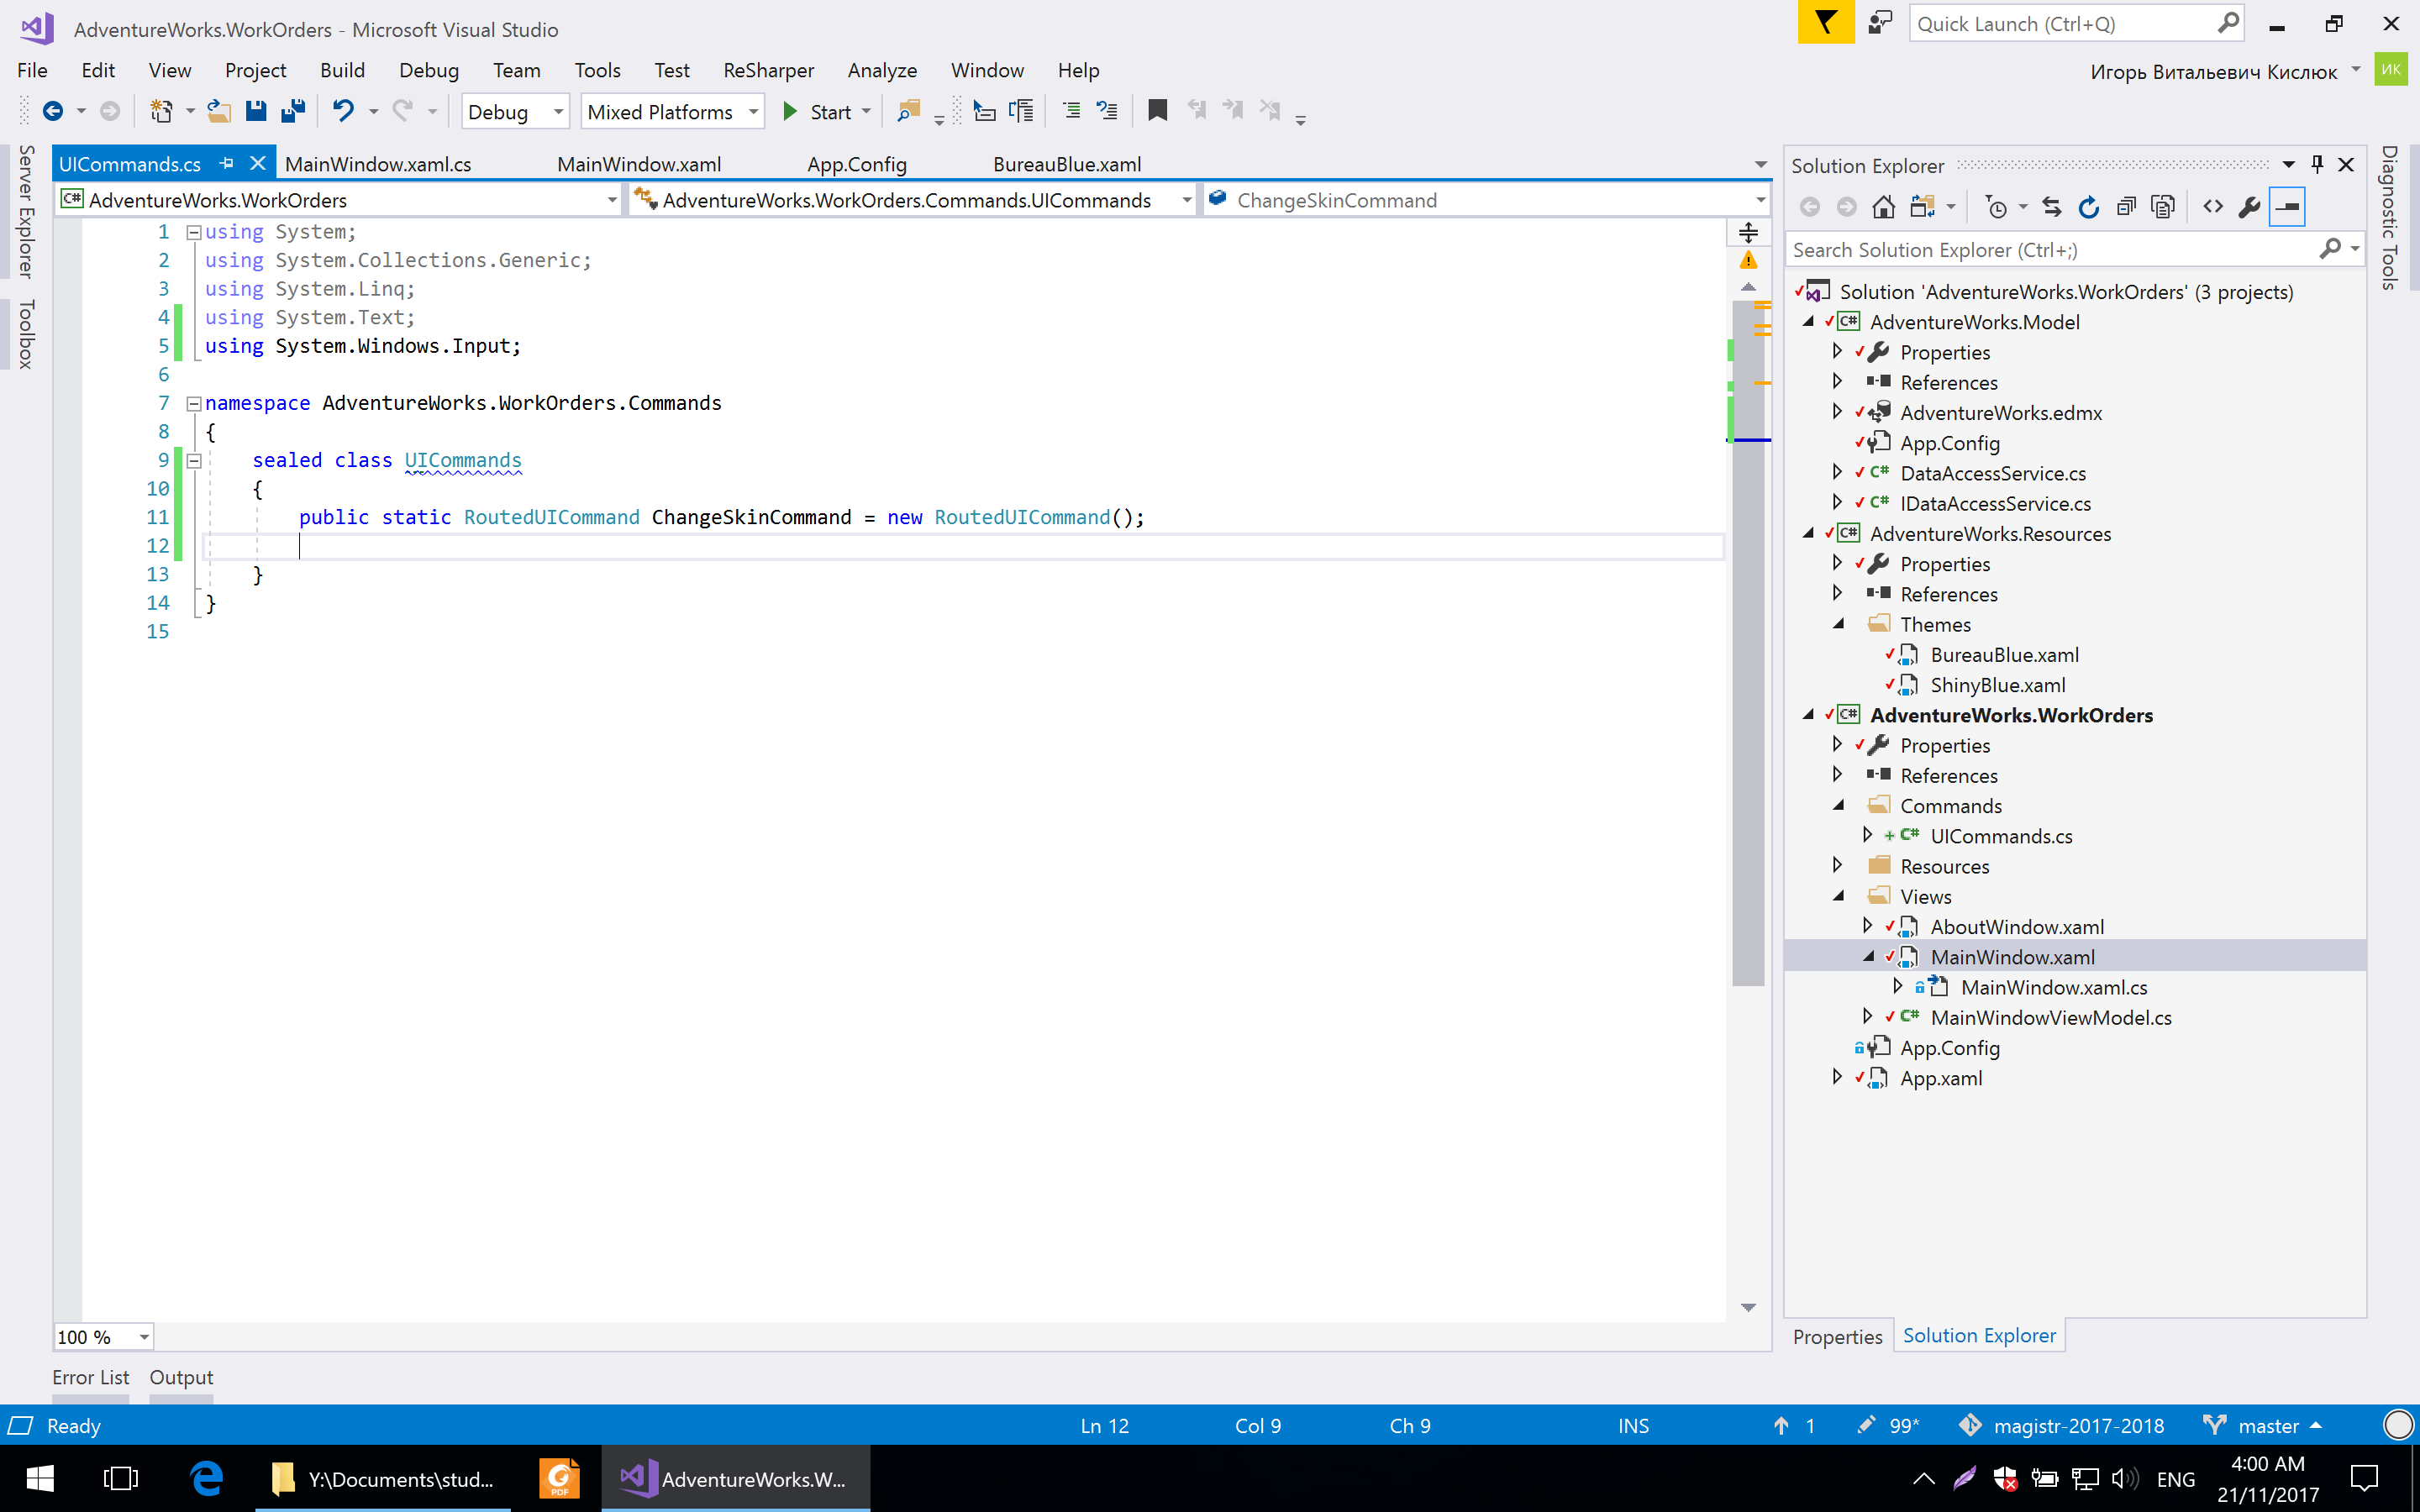 AdventureWorks.WorkOrders - Microsoft Visual Studio
Quick Launch (Ctrl+Q)
File Edit View Project Build Debug Team Tools Test ReSharper Analyze Window Help
Игорь Витальевич Кислюк
ИК
Debug Mixed Platforms Start
Server Explorer
Toolbox
UICommands.cs MainWindow.xaml.cs MainWindow.xaml App.Config BureauBlue.xaml
C# AdventureWorks.WorkOrders AdventureWorks.WorkOrders.Commands.UICommands ChangeSkinCommand
1 using System;
2 using System.Collections.Generic;
3 using System.Linq;
4 using System.Text;
5 using System.Windows.Input;
6
7 namespace AdventureWorks.WorkOrders.Commands
8 {
9 sealed class UICommands
10 {
11 public static RoutedUICommand ChangeSkinCommand = new RoutedUICommand();
12
13 }
14 }
15
100 %
Error List Output
Solution Explorer
Search Solution Explorer (Ctrl+;)
Solution 'AdventureWorks.WorkOrders' (3 projects)
C# AdventureWorks.Model
Properties
References
AdventureWorks.edmx
App.Config
C# DataAccessService.cs
C# IDataAccessService.cs
C# AdventureWorks.Resources
Properties
References
Themes
BureauBlue.xaml
ShinyBlue.xaml
C# AdventureWorks.WorkOrders
Properties
References
Commands
C# UICommands.cs
Resources
Views
AboutWindow.xaml
MainWindow.xaml
MainWindow.xaml.cs
C# MainWindowViewModel.cs
App.Config
App.xaml
Properties Solution Explorer
Diagnostic Tools
Ready Ln 12 Col 9 Ch 9 INS 1 99* magistr-2017-2018 master
Y:\Documents\stud...
PDF
AdventureWorks.W...
ENG
4:00 AM
21/11/2017